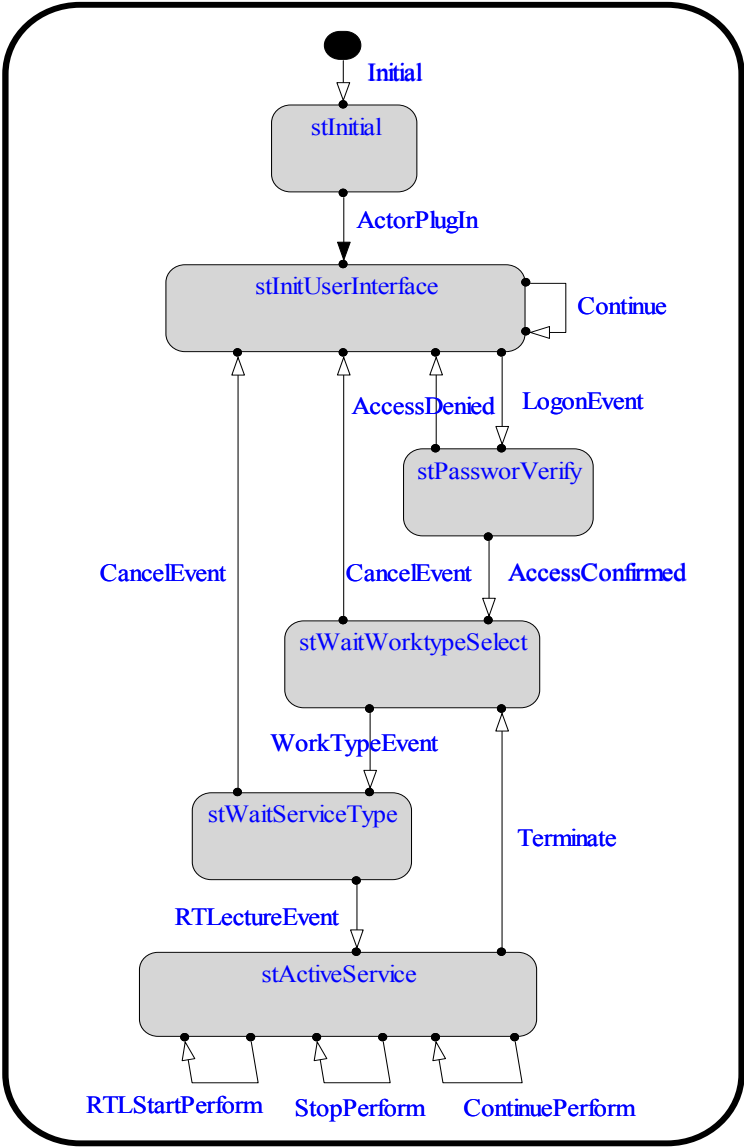 Initial
stInitial
ActorPlugIn
stInitUserInterface
Continue
AccessDenied
LogonEvent
stPassworVerify
CancelEvent
CancelEvent
AccessConfirmed
stWaitWorktypeSelect
WorkTypeEvent
stWaitServiceType
Terminate
RTLectureEvent
stActiveService
RTLStartPerform
StopPerform
ContinuePerform